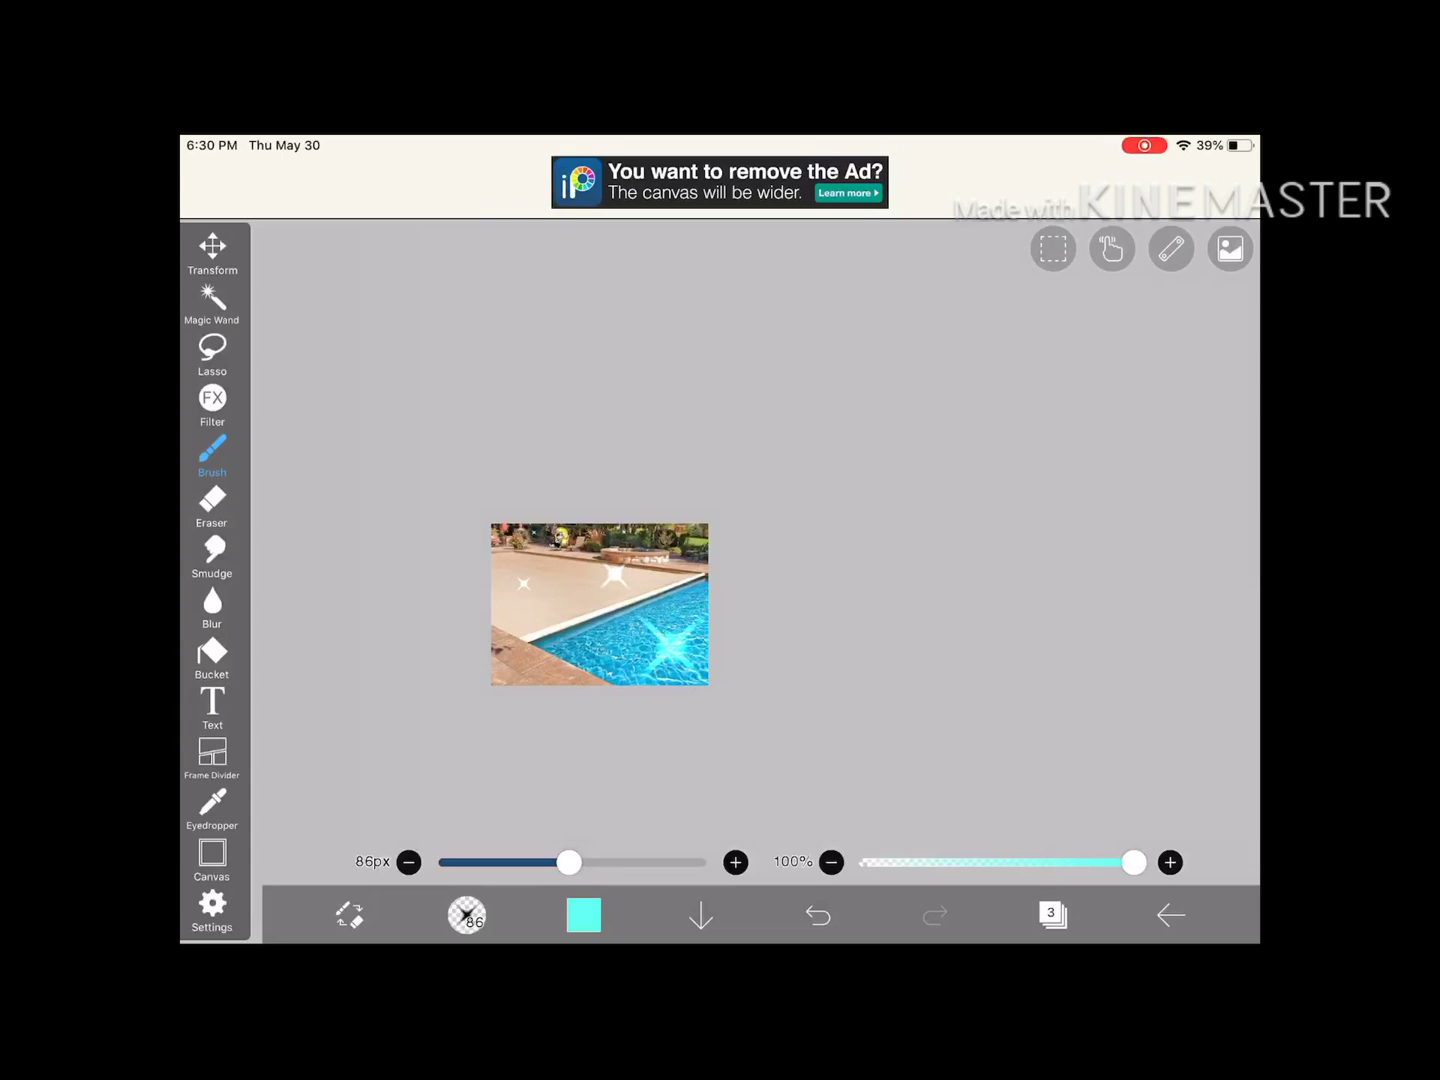 6:30 PM Thu May 30
39%
iP
You want to remove the Ad?
The canvas will be wider.
Learn more
Made with KINEMASTER
Transform
Magic Wand
Lasso
FX
Filter
Brush
Eraser
Smudge
Blur
Bucket
T
Text
Frame Divider
Eyedropper
Canvas
Settings
86px
100%
86
3